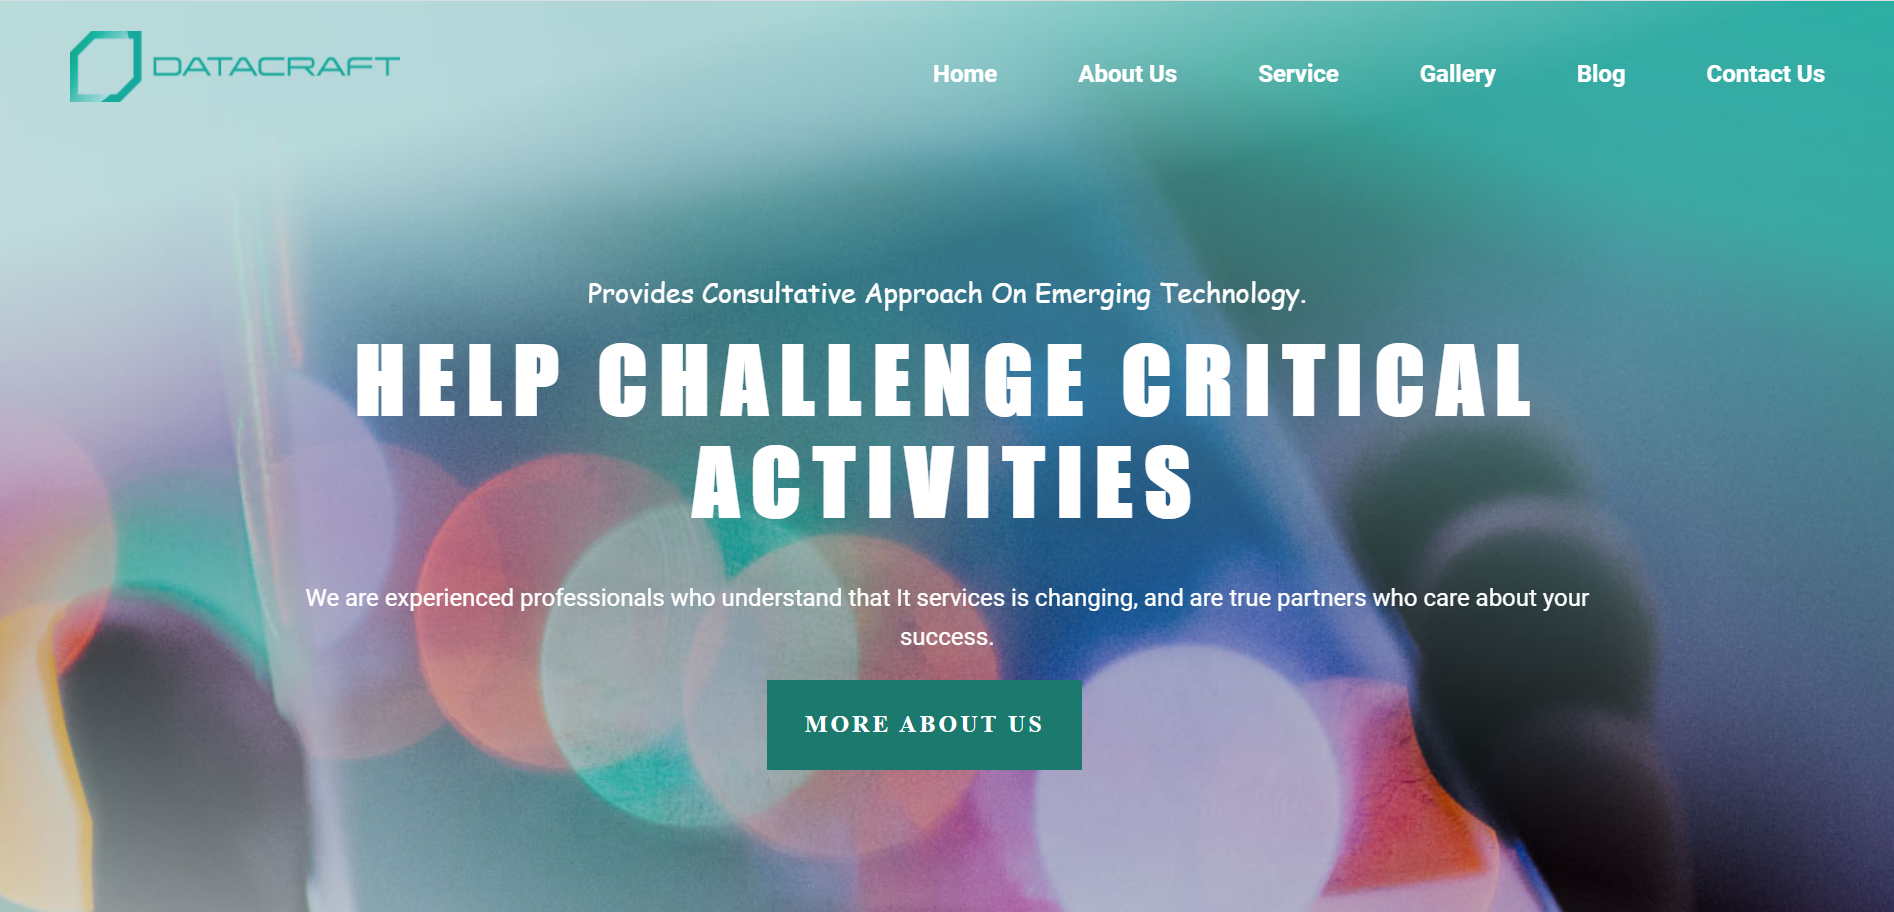 DATACRAFT
Home About Us Service Gallery Blog Contact Us
Provides Consultative Approach On Emerging Technology.
HELP CHALLENGE CRITICAL
ACTIVITIES
We are experienced professionals who understand that It services is changing, and are true partners who care about your
success.
MORE ABOUT US